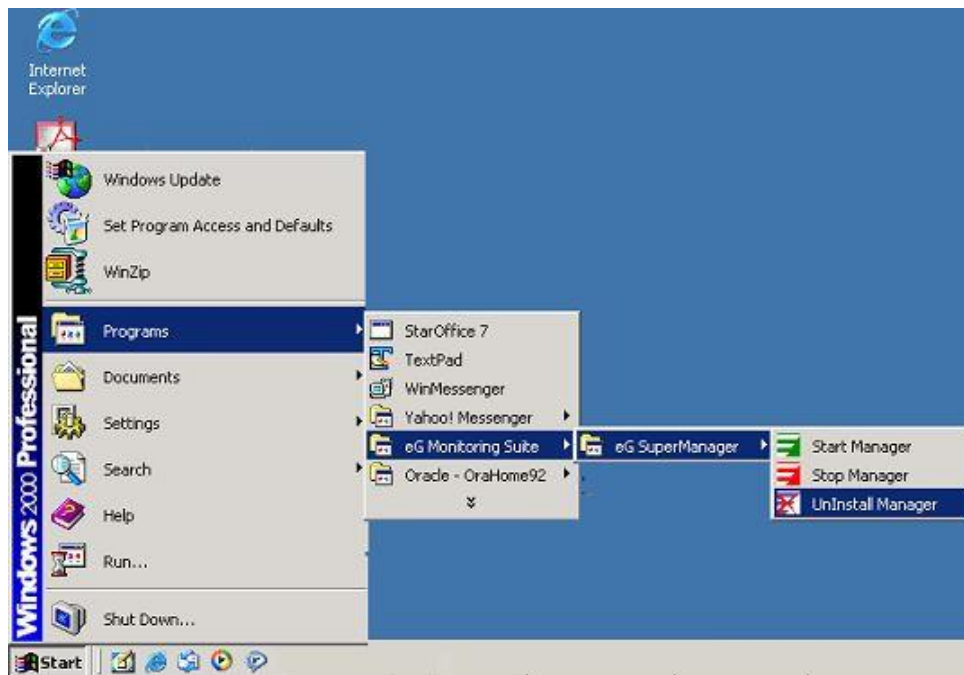 Internet
Explorer
Windows Update
Set Program Access and Defaults
WinZip
Programs
Documents
Settings
Search
Help
Run...
Shut Down...
Windows 2000 Professional
StarOffice 7
TextPad
WinMessenger
Yahoo! Messenger
eG Monitoring Suite
Oracle - OraHome92
eG SuperManager
Start Manager
Stop Manager
UnInstall Manager
Start